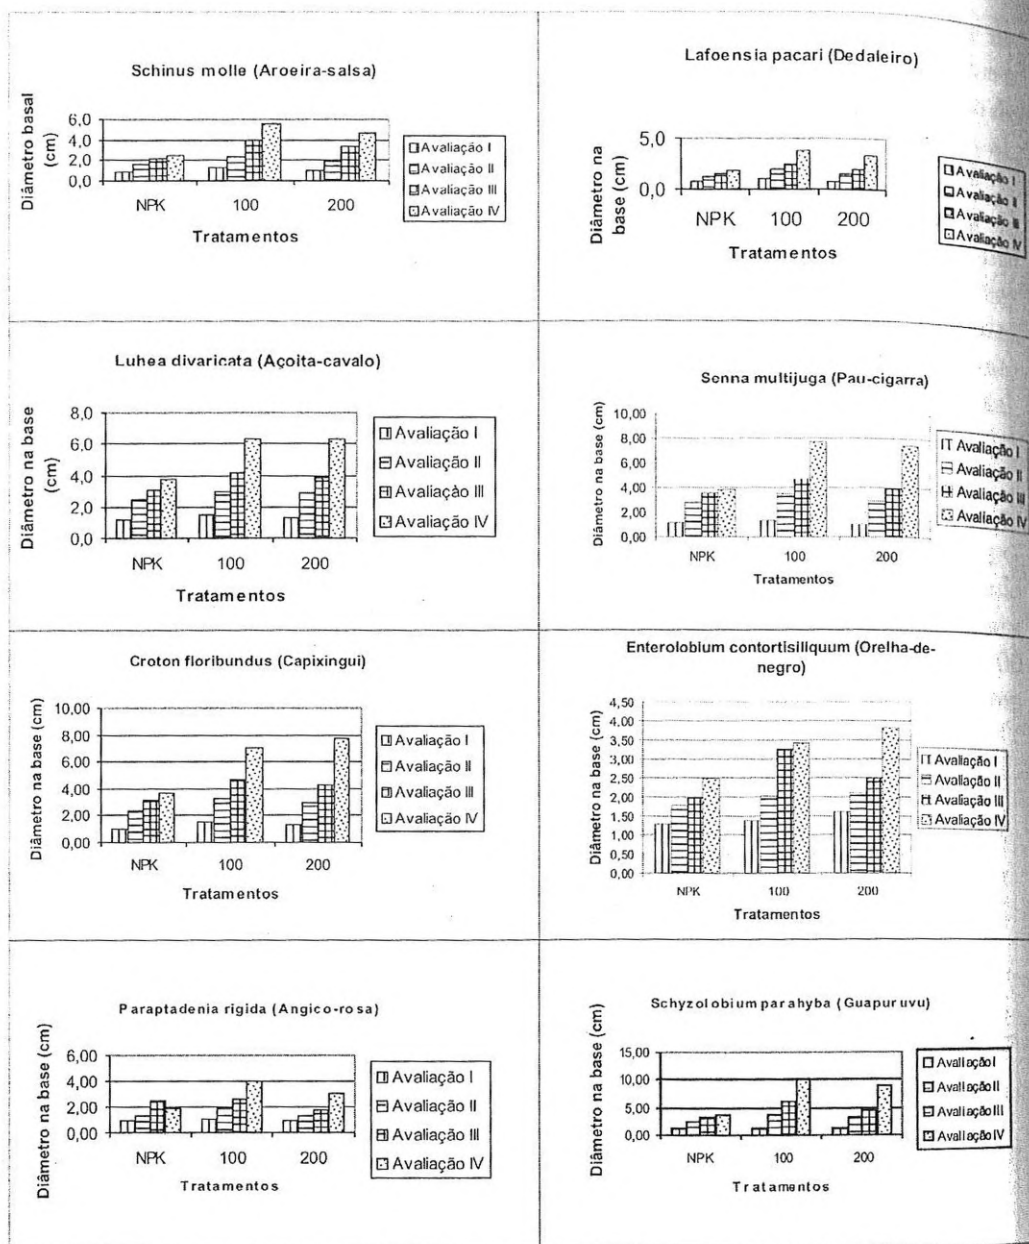 Schinus molle (Aroeira-salsa)
Diâmetro basal
(cm)
6,0
4,0
2,0
0,0
NPK 100 200
Tratamentos
Avaliação I
Avaliação II
Avaliação III
Avaliação IV
Lafoensia pacari (Dedaleiro)
Diâmetro na
base (cm)
5,0
0,0
NPK 100 200
Tratamentos
Avaliação I
Avaliação II
Avaliação III
Avaliação IV
Luhea divaricata (Açoita-cavalo)
Diâmetro na base
(cm)
8,0
6,0
4,0
2,0
0,0
NPK 100 200
Tratamentos
Avaliação I
Avaliação II
Avaliação III
Avaliação IV
Senna multijuga (Pau-cigarra)
Diâmetro na base (cm)
10,00
8,00
6,00
4,00
2,00
0,00
NPK 100 200
Tratamentos
Avaliação I
Avaliação II
Avaliação III
Avaliação IV
Croton floribundus (Capixingui)
Diâmetro na base (cm)
10,00
8,00
6,00
4,00
2,00
0,00
NPK 100 200
Tratamentos
Avaliação I
Avaliação II
Avaliação III
Avaliação IV
Enterolobium contortisiliquum (Orelha-de-
negro)
Diâmetro na base (cm)
4,50
4,00
3,50
3,00
2,50
2,00
1,50
1,00
0,50
0,00
NPK 100 200
Tratamentos
Avaliação I
Avaliação II
Avaliação III
Avaliação IV
Paraptadenia rigida (Angico-rosa)
Diâmetro na base (cm)
6,00
4,00
2,00
0,00
NPK 100 200
Tratamentos
Avaliação I
Avaliação II
Avaliação III
Avaliação IV
Schyzolobium parahyba (Guapuruvu)
Diâmetro na base (cm)
15,00
10,00
5,00
0,00
NPK 100 200
Tratamentos
Avaliação I
Avaliação II
Avaliação III
Avaliação IV